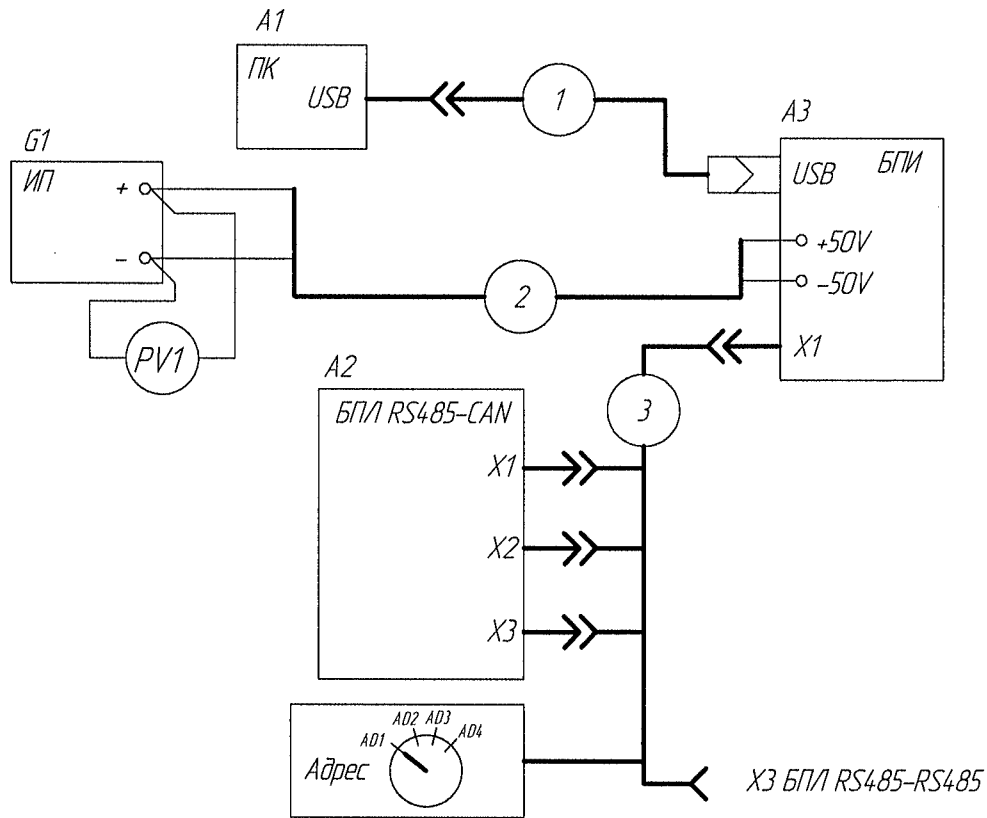 A1
ПК
USB
1
G1
ИП
+
–
PV1
2
A3
БПИ
USB
+50V
–50V
X1
3
A2
БПЛ RS485–CAN
X1
X2
X3
AD1
AD2
AD3
AD4
Адрес
X3 БПЛ RS485–RS485